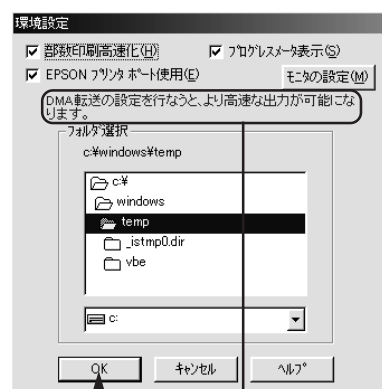 環境設定
部数印刷高速化(H)
ﾌﾟﾛｸﾞﾚｽﾒｰﾀ表示(S)
EPSON ﾌﾟﾘﾝﾀ ﾎﾟｰﾄ使用(E)
ﾓﾆﾀの設定(M)
DMA転送の設定を行なうと、より高速な出力が可能にな
ります。
ﾌｫﾙﾀﾞ選択
c:¥windows¥temp
c:¥
windows
temp
_istmp0.dir
vbe
c:
OK
ｷｬﾝｾﾙ
ﾍﾙﾌﾟ